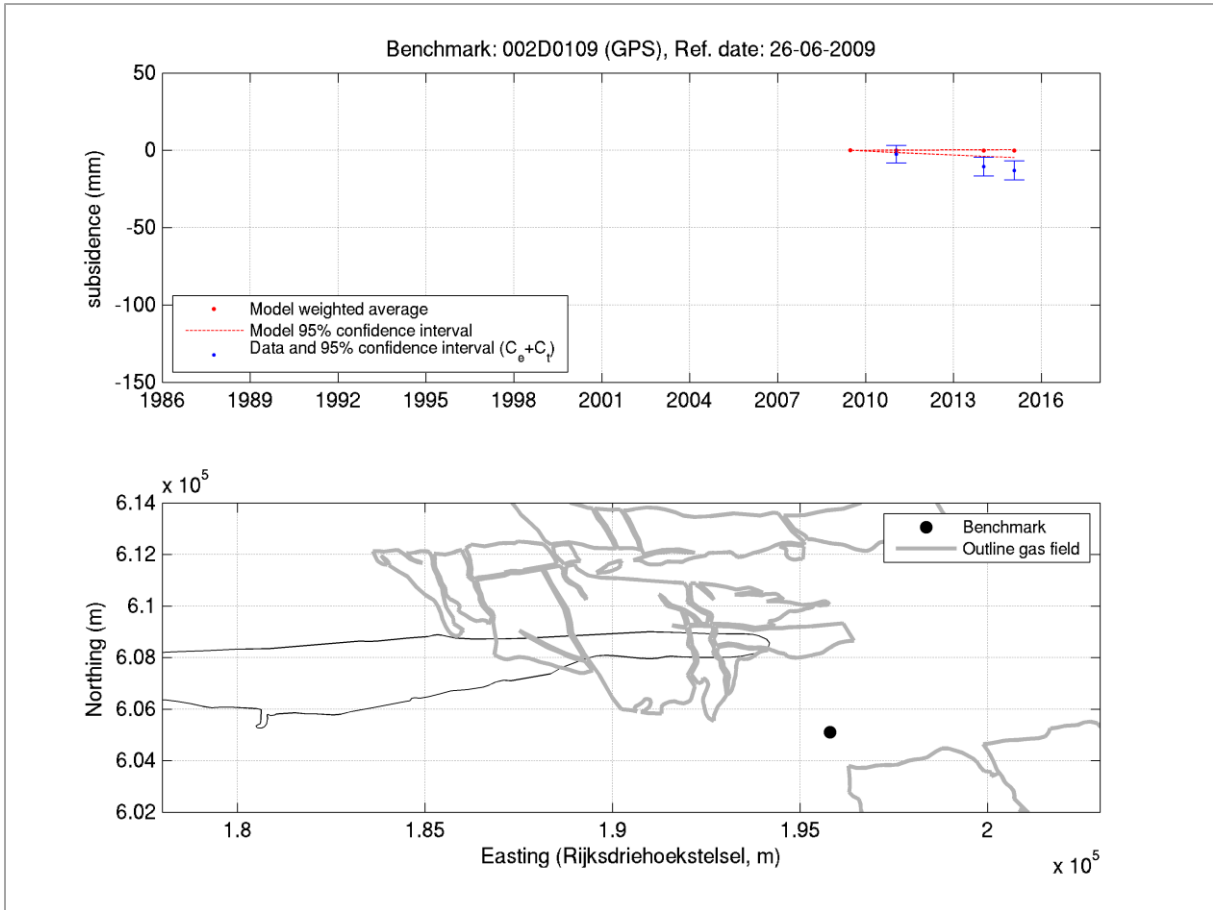 Benchmark: 002D0109 (GPS), Ref. date: 26-06-2009
50
0
-50
-100
-150
subsidence (mm)
Model weighted average
Model 95% confidence interval
Data and 95% confidence interval (C_e+C_t)
1986 1989 1992 1995 1998 2001 2004 2007 2010 2013 2016
x 10^5
6.14
6.12
6.1
6.08
6.06
6.04
6.02
Northing (m)
Benchmark
Outline gas field
1.8 1.85 1.9 1.95 2
Easting (Rijksdriehoekstelsel, m)
x 10^5